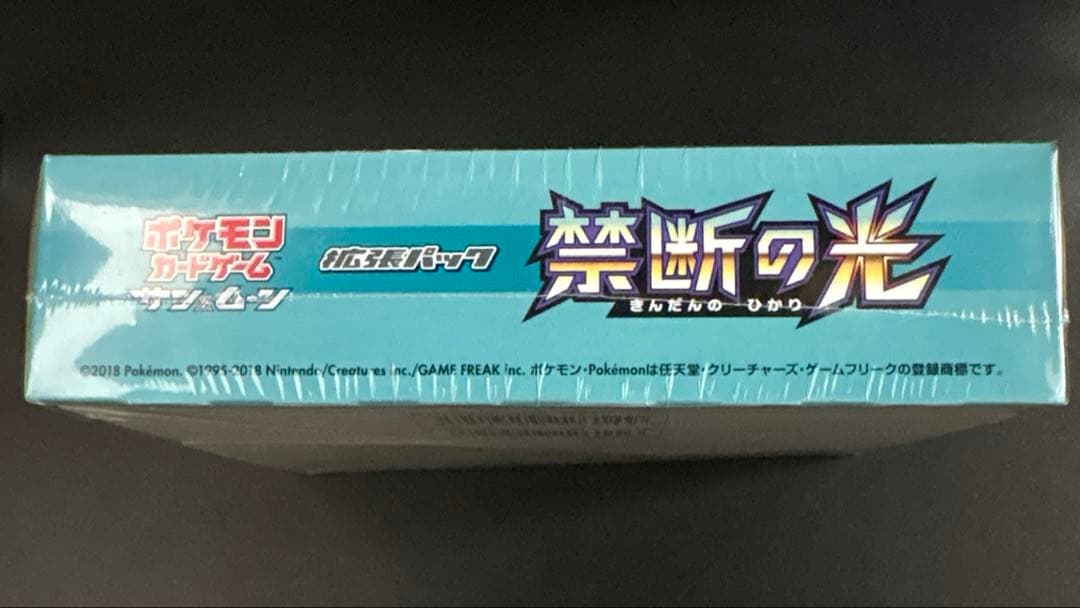 ポケモン
カードゲーム
サン&ムーン
拡張パック
禁断の光
きんだんの ひかり
©2018 Pokémon. ©1995-2018 Nintendo/Creatures Inc./GAME FREAK inc. ポケモン・Pokémonは任天堂・クリーチャーズ・ゲームフリークの登録商標です。